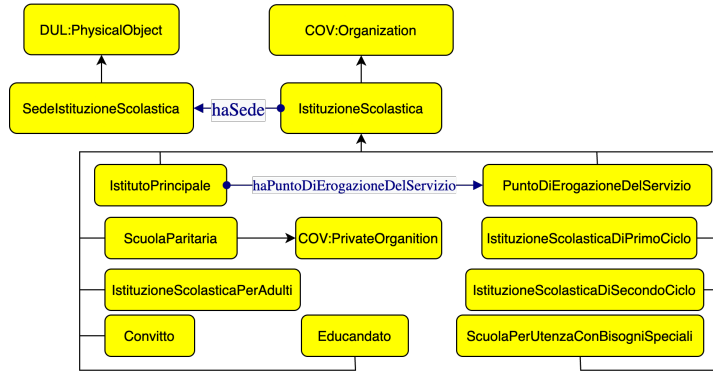 DUL:PhysicalObject
COV:Organization
SedeIstituzioneScolastica
haSede
IstituzioneScolastica
IstitutoPrincipale
haPuntoDiErogazioneDelServizio
PuntoDiErogazioneDelServizio
ScuolaParitaria
COV:PrivateOrganition
IstituzioneScolasticaDiPrimoCiclo
IstituzioneScolasticaPerAdulti
IstituzioneScolasticaDiSecondoCiclo
Convitto
Educandato
ScuolaPerUtenzaConBisogniSpeciali